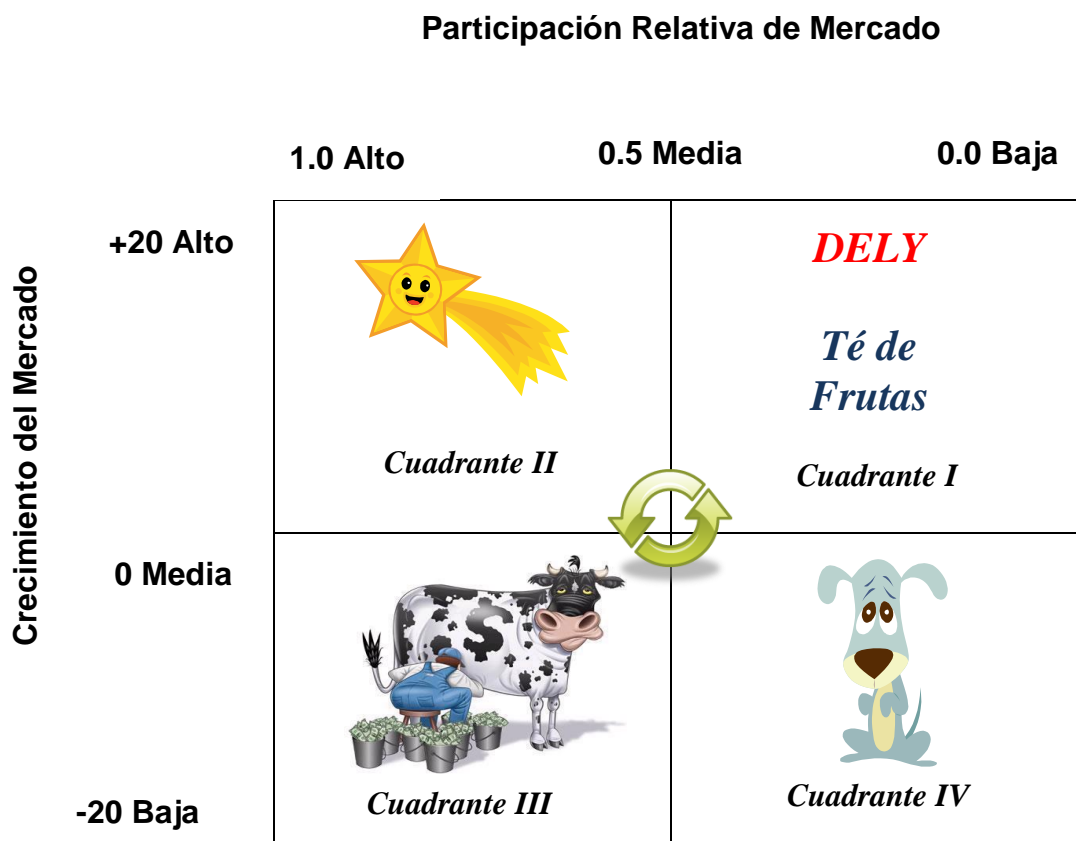 Participación Relativa de Mercado
1.0 Alto
0.5 Media
0.0 Baja
Crecimiento del Mercado
+20 Alto
0 Media
-20 Baja
Cuadrante II
DELY
Té de
Frutas
Cuadrante I
$
Cuadrante III
Cuadrante IV